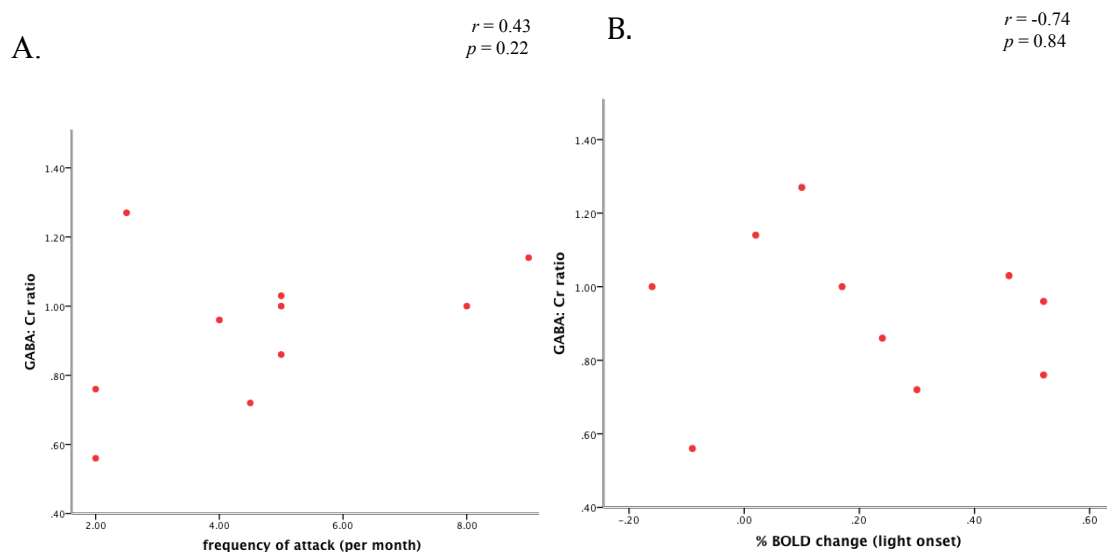 A.
r = 0.43
p = 0.22
1.40
1.20
1.00
.80
.60
.40
GABA: Cr ratio
2.00 4.00 6.00 8.00
frequency of attack (per month)
B.
r = -0.74
p = 0.84
1.40
1.20
1.00
.80
.60
.40
GABA: Cr ratio
-.20 .00 .20 .40 .60
% BOLD change (light onset)